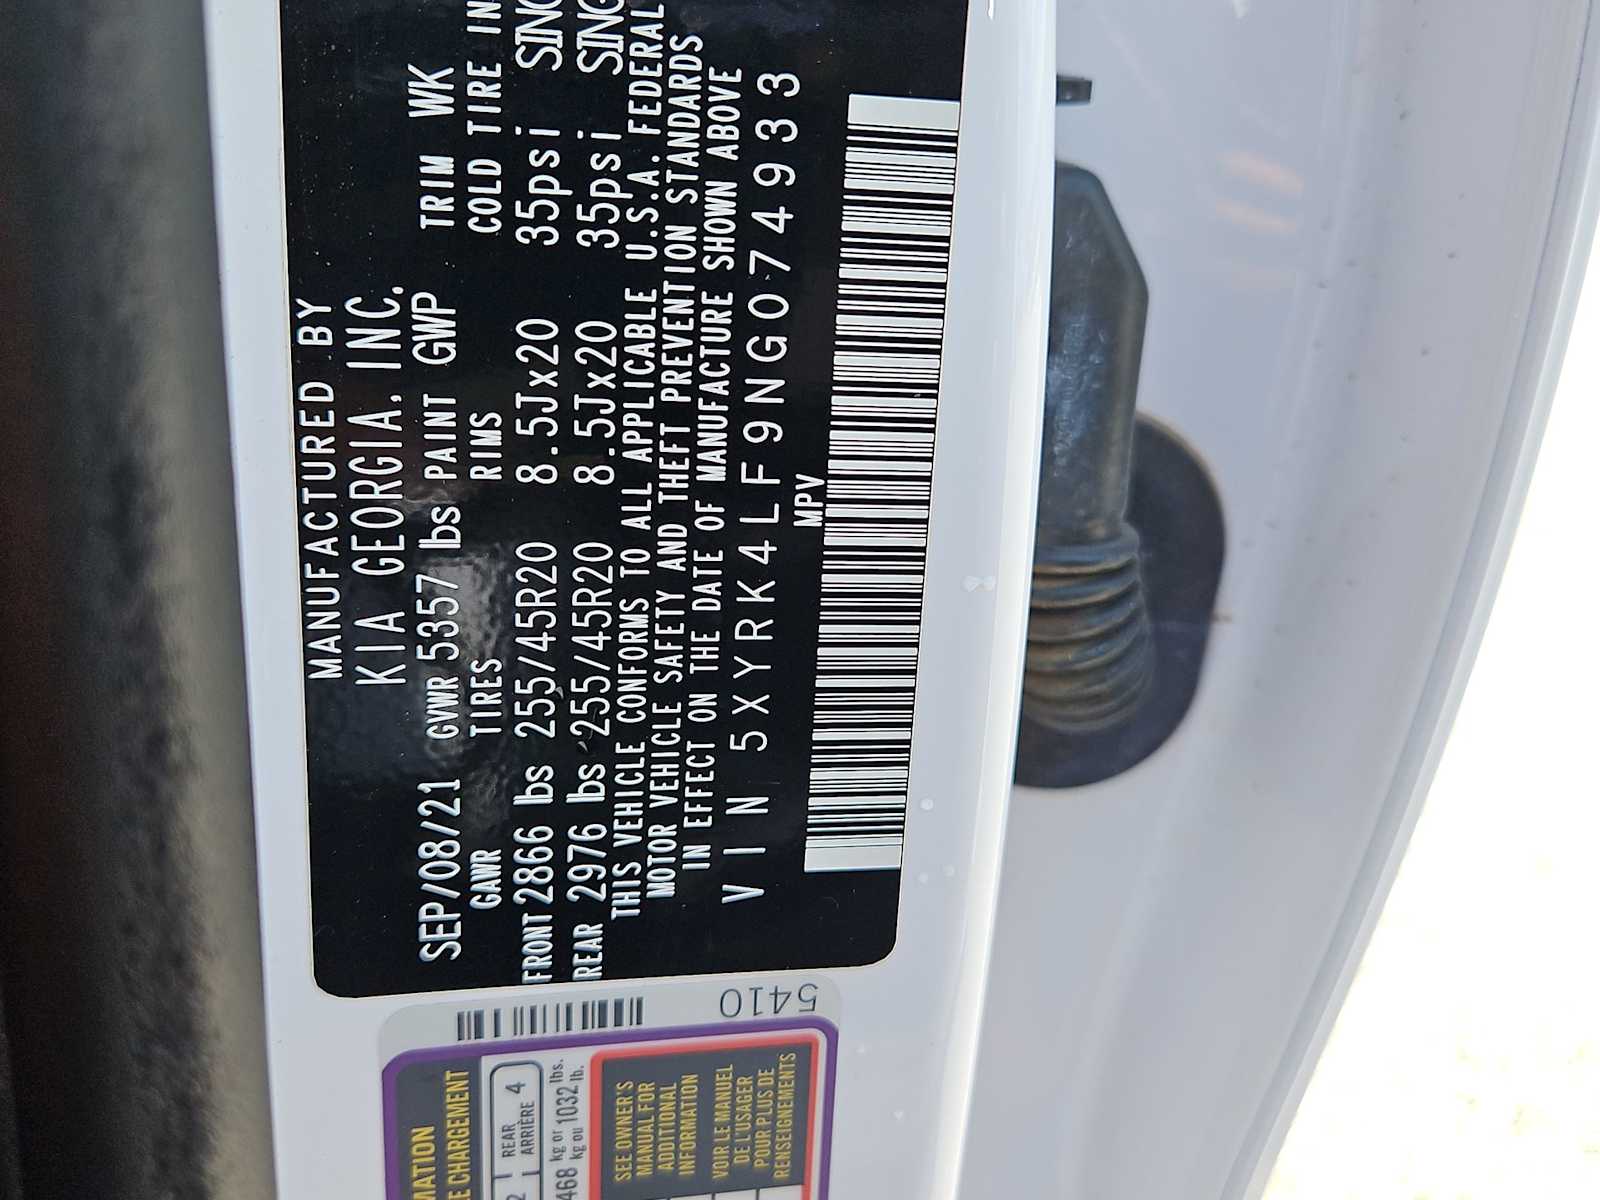 MANUFACTURED BY
KIA GEORGIA, INC.
SEP/08/21 GVWR 5357 lbs PAINT GWP TRIM WK
GAWR TIRES RIMS COLD TIRE
FRONT 2866 lbs 255/45R20 8.5Jx20 35psi
REAR 2976 lbs 255/45R20 8.5Jx20 35psi
THIS VEHICLE CONFORMS TO ALL APPLICABLE U.S.A. FEDERAL
MOTOR VEHICLE SAFETY AND THEFT PREVENTION STANDARDS
IN EFFECT ON THE DATE OF MANUFACTURE SHOWN ABOVE
VIN 5XYRK4LF9NG074933
MPV
5410
CHARGEMENT
REAR
ARRIÈRE 4
468 kg or 1032 lbs.
kg ou lb.
SEE OWNER'S
MANUAL FOR
ADDITIONAL
INFORMATION
VOIR LE MANUEL
DE L'USAGER
POUR PLUS DE
RENSEIGNEMENTS